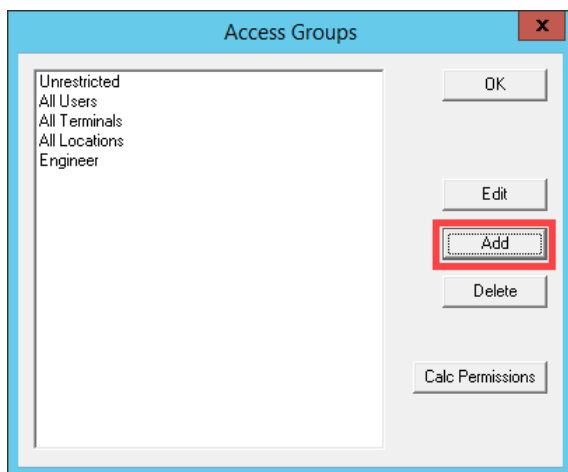 Access Groups
x
Unrestricted
All Users
All Terminals
All Locations
Engineer
OK
Edit
Add
Delete
Calc Permissions